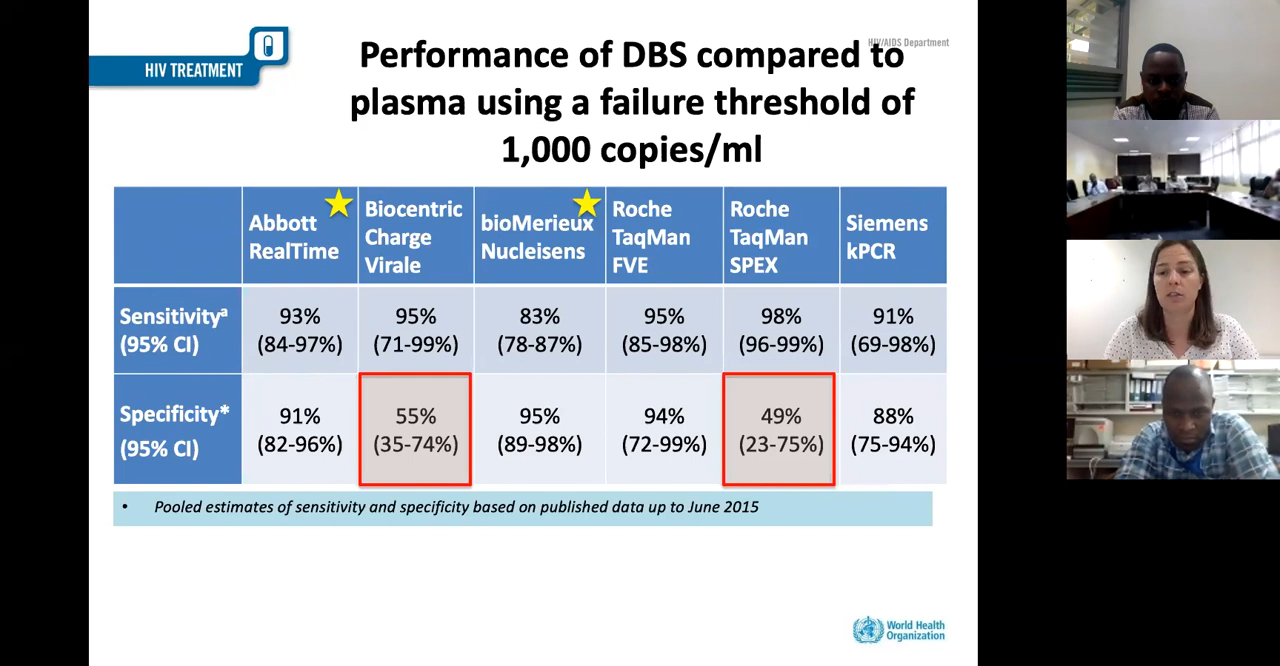 HIV TREATMENT
HIV/AIDS Department
Performance of DBS compared to
plasma using a failure threshold of
1,000 copies/ml
Abbott
RealTime
Biocentric
Charge
Virale
bioMerieux
Nucleisens
Roche
TaqMan
FVE
Roche
TaqMan
SPEX
Siemens
kPCR
Sensitivityª
(95% CI)
93%
(84-97%)
95%
(71-99%)
83%
(78-87%)
95%
(85-98%)
98%
(96-99%)
91%
(69-98%)
Specificity*
(95% CI)
91%
(82-96%)
55%
(35-74%)
95%
(89-98%)
94%
(72-99%)
49%
(23-75%)
88%
(75-94%)
• Pooled estimates of sensitivity and specificity based on published data up to June 2015
World Health
Organization